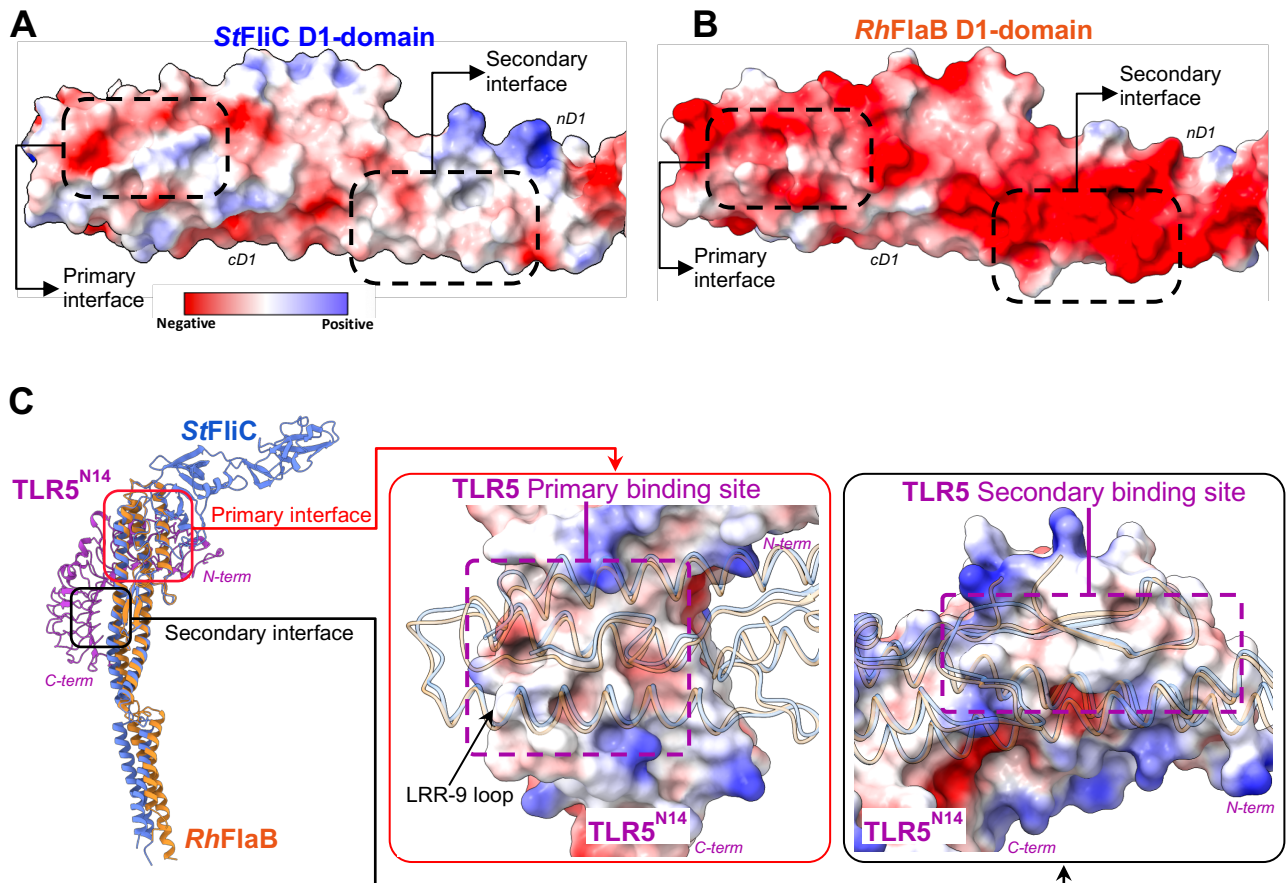 A
StFliC D1-domain
Secondary
interface
nD1
Primary
interface
cD1
Negative
Positive
B
RhFlaB D1-domain
Secondary
interface
nD1
Primary
interface
cD1
C
StFliC
TLR5N14
Primary interface
N-term
Secondary interface
C-term
RhFlaB
TLR5 Primary binding site
N-term
LRR-9 loop
TLR5N14
C-term
TLR5 Secondary binding site
N-term
TLR5N14
C-term